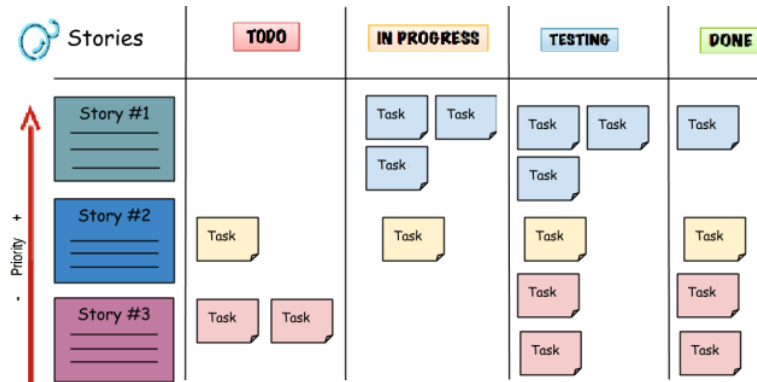 Stories
TODO
IN PROGRESS
TESTING
DONE
Story #1
Task
Task
Task
Task
Task
Task
Task
Story #2
Task
Task
Task
Task
Story #3
Task
Task
Task
Task
Task
Task
- Priority +